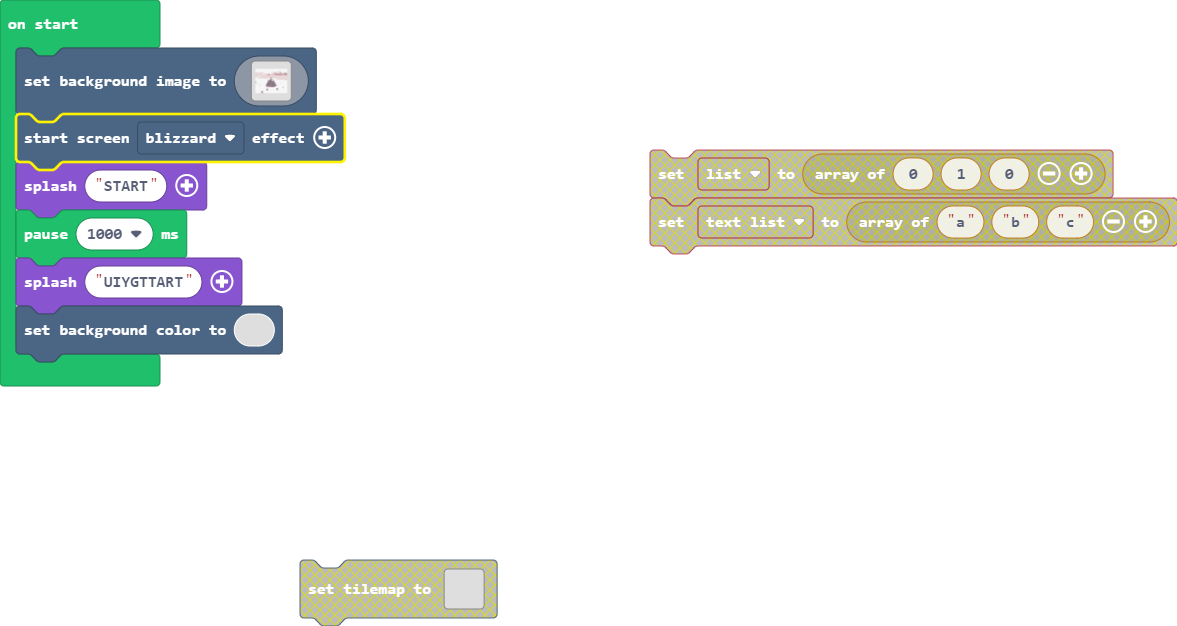 on start
set background image to
start screen blizzard effect
splash "START"
pause 1000 ms
splash "UIYGTTART"
set background color to
set list to array of 0 1 0
set text list to array of "a" "b" "c"
set tilemap to